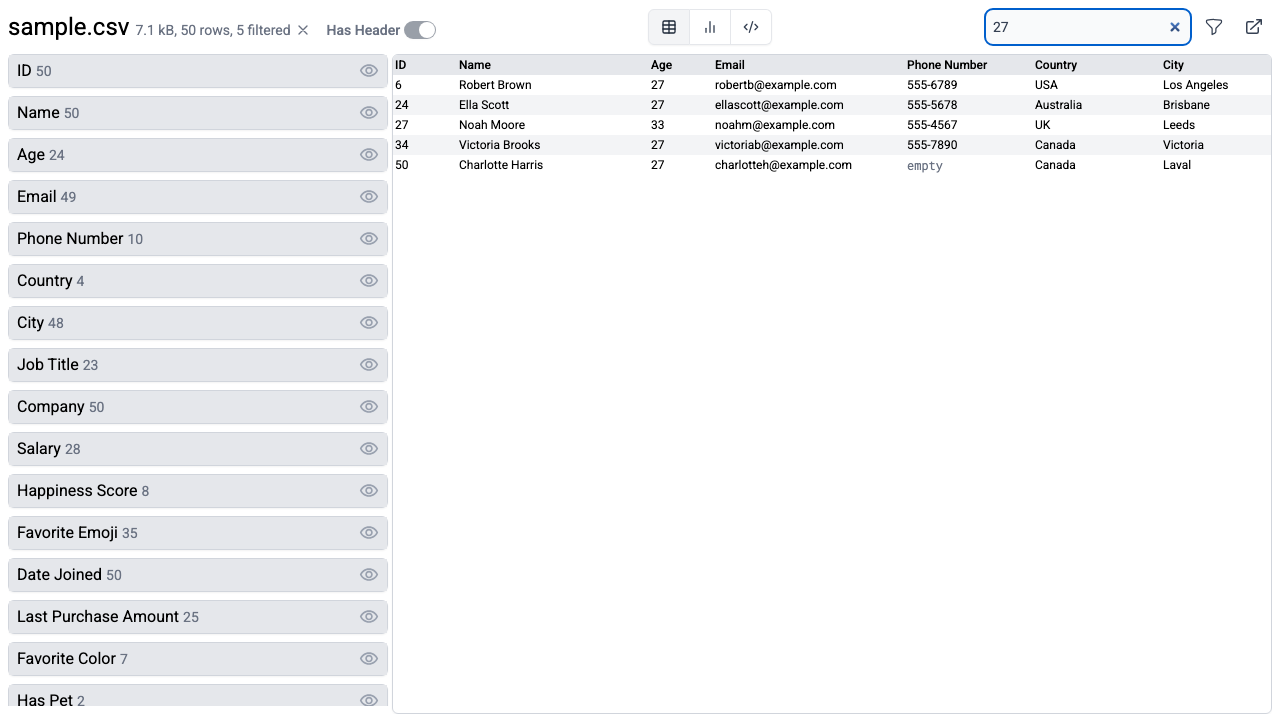 sample.csv 7.1 kB, 50 rows, 5 filtered Has Header 27
ID 50
Name 50
Age 24
Email 49
Phone Number 10
Country 4
City 48
Job Title 23
Company 50
Salary 28
Happiness Score 8
Favorite Emoji 35
Date Joined 50
Last Purchase Amount 25
Favorite Color 7
Has Pet 2
ID Name Age Email Phone Number Country City
6 Robert Brown 27 robertb@example.com 555-6789 USA Los Angeles
24 Ella Scott 27 ellascott@example.com 555-5678 Australia Brisbane
27 Noah Moore 33 noahm@example.com 555-4567 UK Leeds
34 Victoria Brooks 27 victoriab@example.com 555-7890 Canada Victoria
50 Charlotte Harris 27 charlotteh@example.com empty Canada Laval